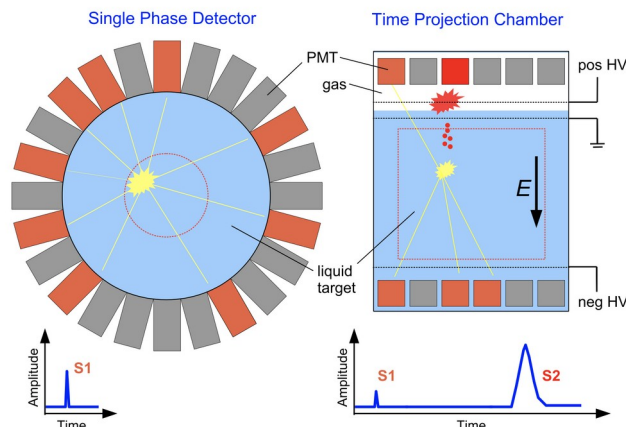 Single Phase Detector
Time Projection Chamber
PMT
gas
pos HV
E
liquid
target
neg HV
Amplitude
S1
Time
Amplitude
S1
S2
Time